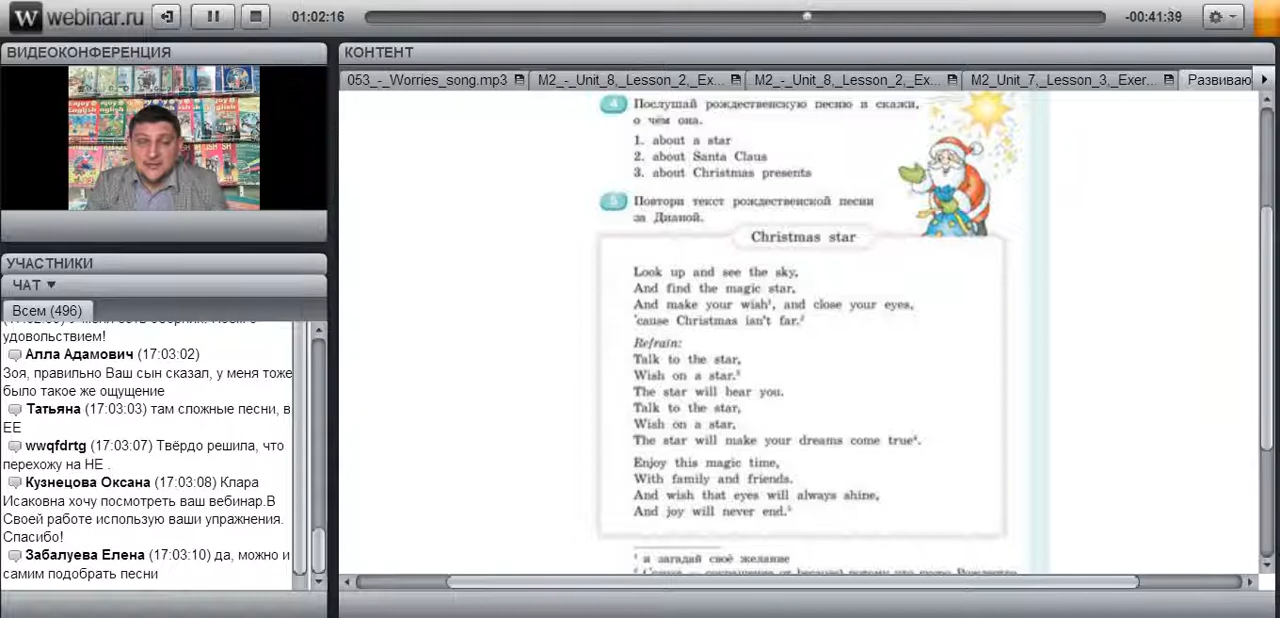 webinar.ru
01:02:16
-00:41:39
ВИДЕОКОНФЕРЕНЦИЯ
КОНТЕНТ
053_-_Worries_song.mp3
M2_-_Unit_8,_Lesson_2,_Ex...
M2_-_Unit_8,_Lesson_2,_Ex...
M2_Unit_7,_Lesson_3,_Exer...
Развиваю
4 Послушай рождественскую песню и скажи,
о чём она.
1. about a star
2. about Santa Claus
3. about Christmas presents
5 Повтори текст рождественской песни
за Дианой.
Christmas star
Look up and see the sky,
And find the magic star,
And make your wish¹, and close your eyes,
'cause Christmas isn't far.²
Refrain:
Talk to the star,
Wish on a star.³
The star will hear you.
Talk to the star,
Wish on a star,
The star will make your dreams come true⁴.
Enjoy this magic time,
With family and friends.
And wish that eyes will always shine,
And joy will never end.⁵
¹ и загадай своё желание
УЧАСТНИКИ
ЧАТ
Всем (496)
удовольствием!
Алла Адамович (17:03:02)
Зоя, правильно Ваш сын сказал, у меня тоже
было такое же ощущение
Татьяна (17:03:03) там сложные песни, в
ЕЕ
wwqfdrtg (17:03:07) Твёрдо решила, что
перехожу на НЕ .
Кузнецова Оксана (17:03:08) Клара
Исаковна хочу посмотреть ваш вебинар.В
Своей работе использую ваши упражнения.
Спасибо!
Забалуева Елена (17:03:10) да, можно и
самим подобрать песни